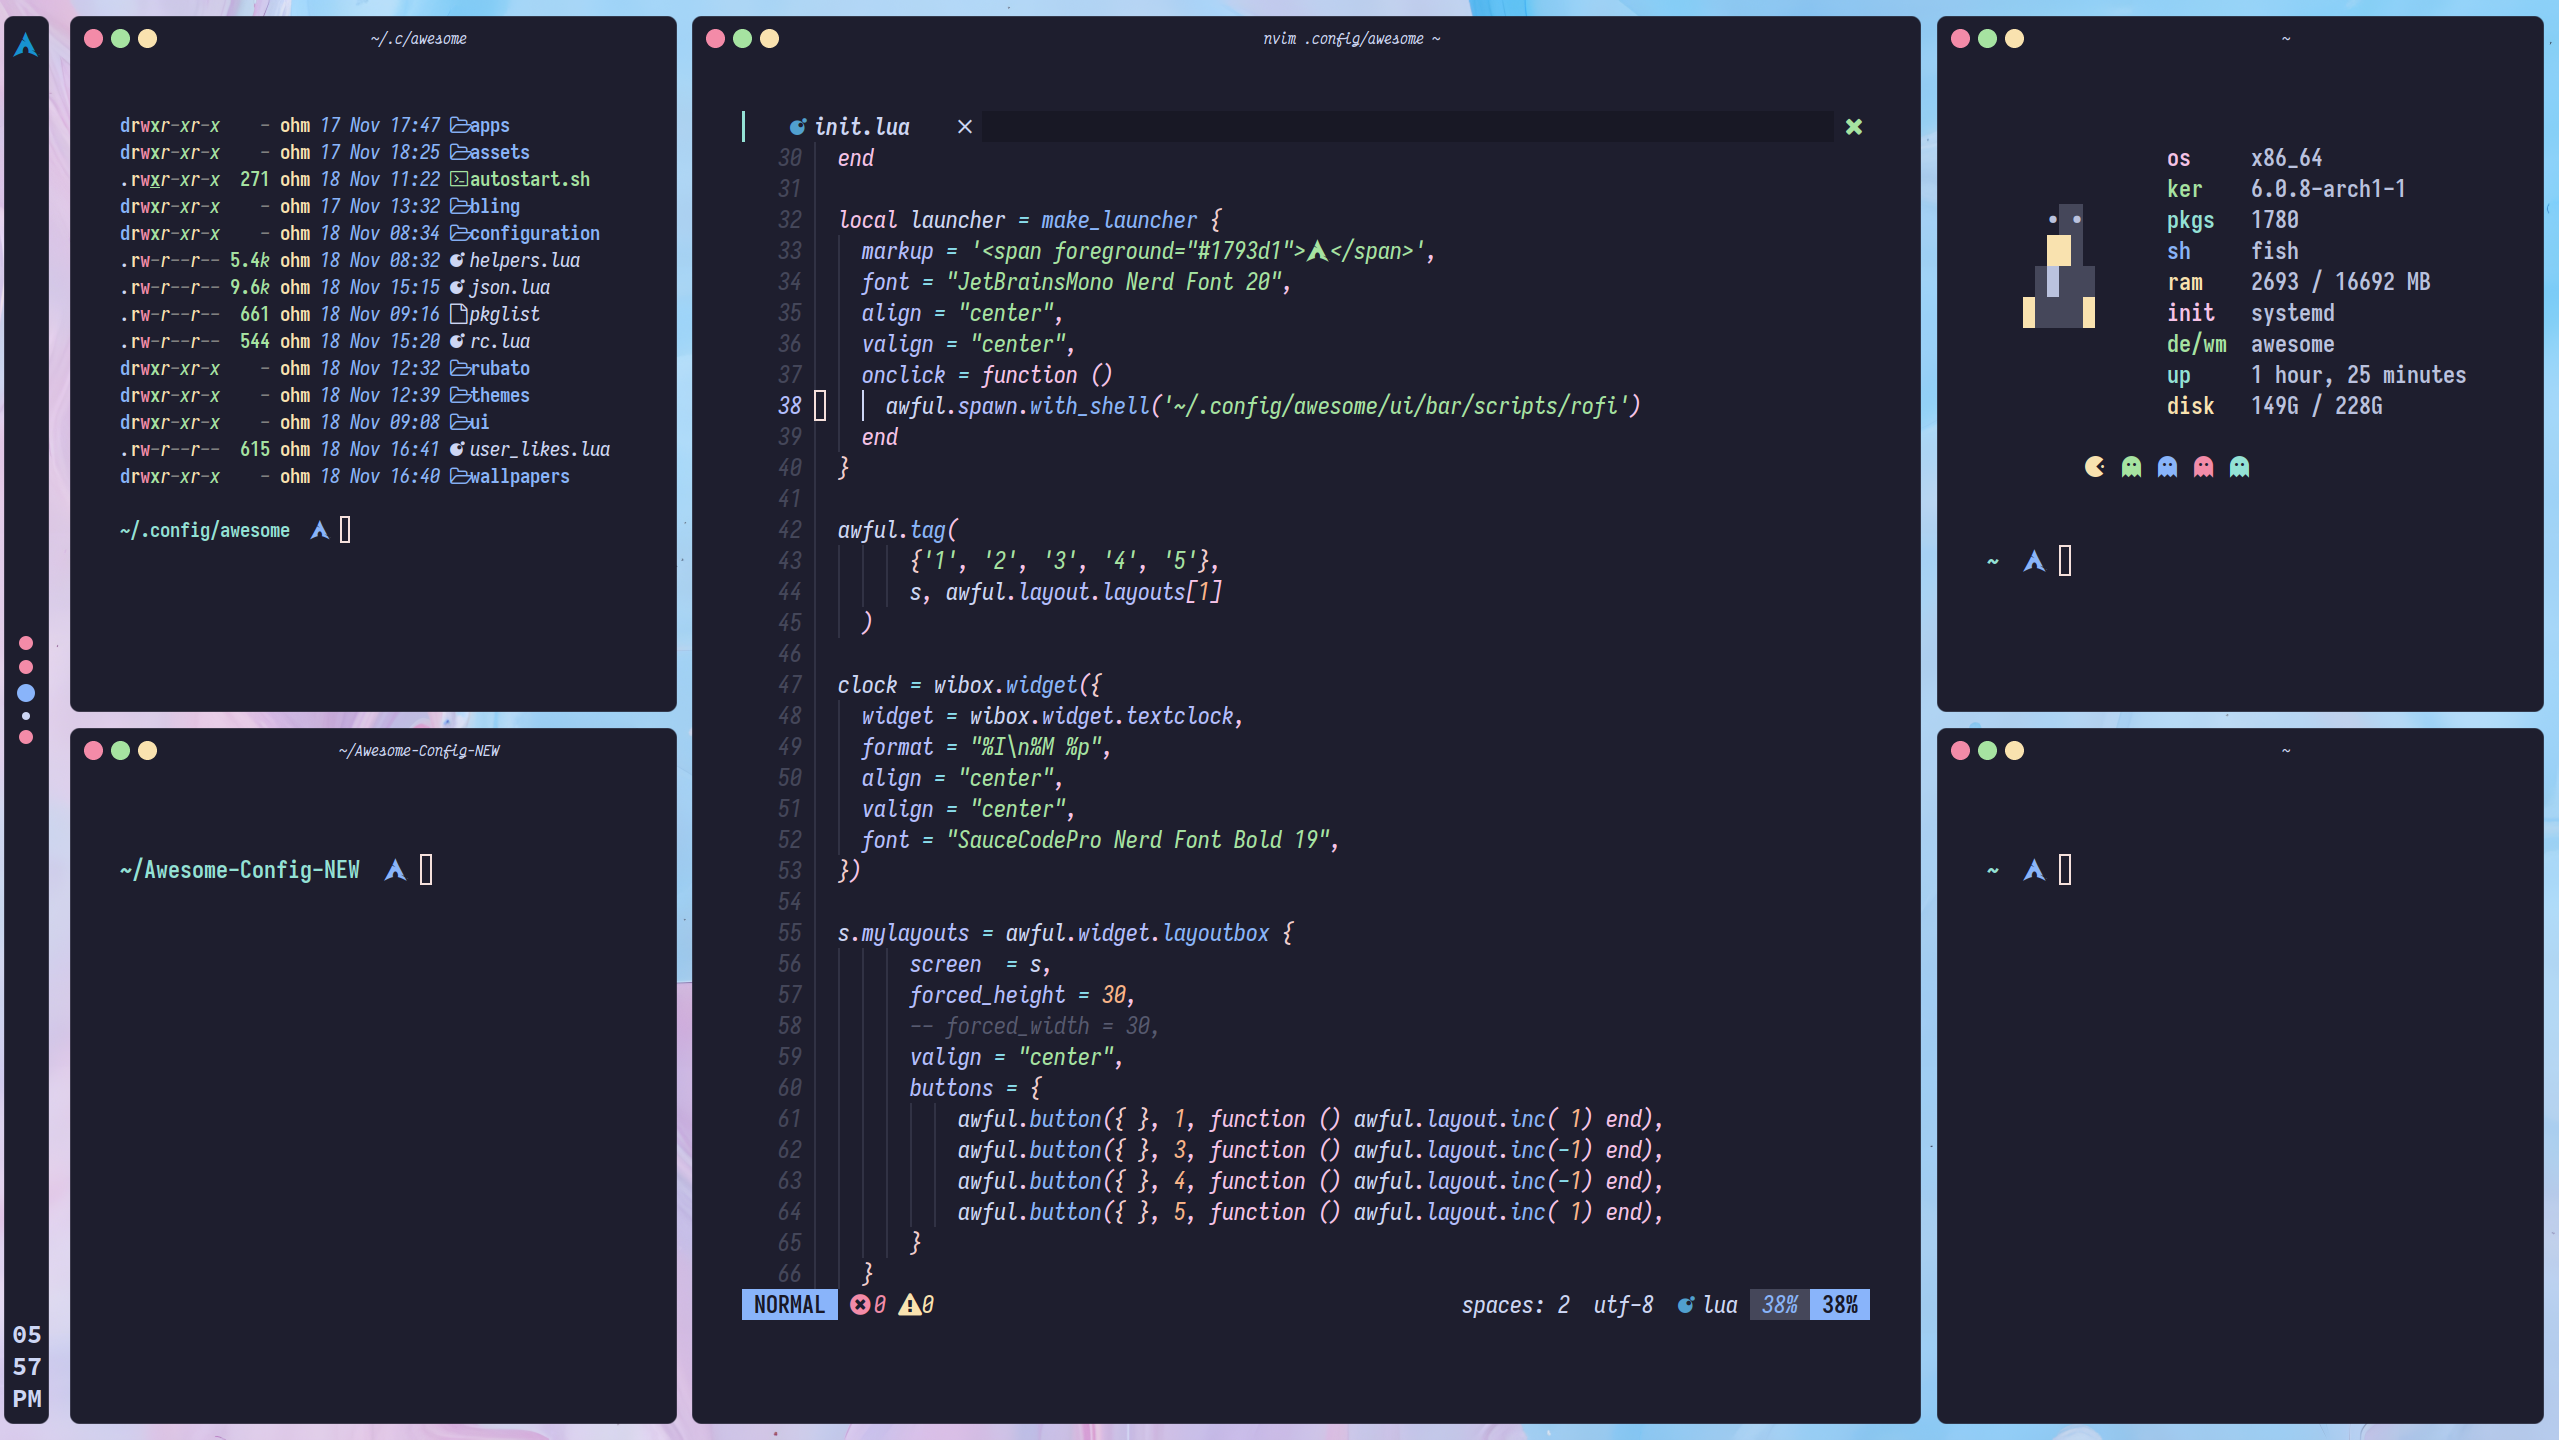 ~/.c/awesome
drwxr-xr-x - ohm 17 Nov 17:47 apps
drwxr-xr-x - ohm 17 Nov 18:25 assets
.rwxr-xr-x 271 ohm 18 Nov 11:22 autostart.sh
drwxr-xr-x - ohm 17 Nov 13:32 bling
drwxr-xr-x - ohm 18 Nov 08:34 configuration
.rw-r--r-- 5.4k ohm 18 Nov 08:32 helpers.lua
.rw-r--r-- 9.6k ohm 18 Nov 15:15 json.lua
.rw-r--r-- 661 ohm 18 Nov 09:16 pkglist
.rw-r--r-- 544 ohm 18 Nov 15:20 rc.lua
drwxr-xr-x - ohm 18 Nov 12:32 rubato
drwxr-xr-x - ohm 18 Nov 12:39 themes
drwxr-xr-x - ohm 18 Nov 09:08 ui
.rw-r--r-- 615 ohm 18 Nov 16:41 user_likes.lua
drwxr-xr-x - ohm 18 Nov 16:40 wallpapers
~/.config/awesome
~/Awesome-Config-NEW
~/Awesome-Config-NEW
05
57
PM
nvim .config/awesome ~
init.lua
30 end
31
32 local launcher = make_launcher {
33 markup = '<span foreground="#1793d1"></span>',
34 font = "JetBrainsMono Nerd Font 20",
35 align = "center",
36 valign = "center",
37 onclick = function ()
38 awful.spawn.with_shell('~/.config/awesome/ui/bar/scripts/rofi')
39 end
40 }
41
42 awful.tag(
43 {'1', '2', '3', '4', '5'},
44 s, awful.layout.layouts[1]
45 )
46
47 clock = wibox.widget({
48 widget = wibox.widget.textclock,
49 format = "%I\n%M %p",
50 align = "center",
51 valign = "center",
52 font = "SauceCodePro Nerd Font Bold 19",
53 })
54
55 s.mylayouts = awful.widget.layoutbox {
56 screen  = s,
57 forced_height = 30,
58 -- forced_width = 30,
59 valign = "center",
60 buttons = {
61 awful.button({ }, 1, function () awful.layout.inc( 1) end),
62 awful.button({ }, 3, function () awful.layout.inc(-1) end),
63 awful.button({ }, 4, function () awful.layout.inc(-1) end),
64 awful.button({ }, 5, function () awful.layout.inc( 1) end),
65 }
66 }
NORMAL 0 0 spaces: 2 utf-8 lua 38% 38%
~
os x86_64
ker 6.0.8-arch1-1
pkgs 1780
sh fish
ram 2693 / 16692 MB
init systemd
de/wm awesome
up 1 hour, 25 minutes
disk 149G / 228G
~
~
~